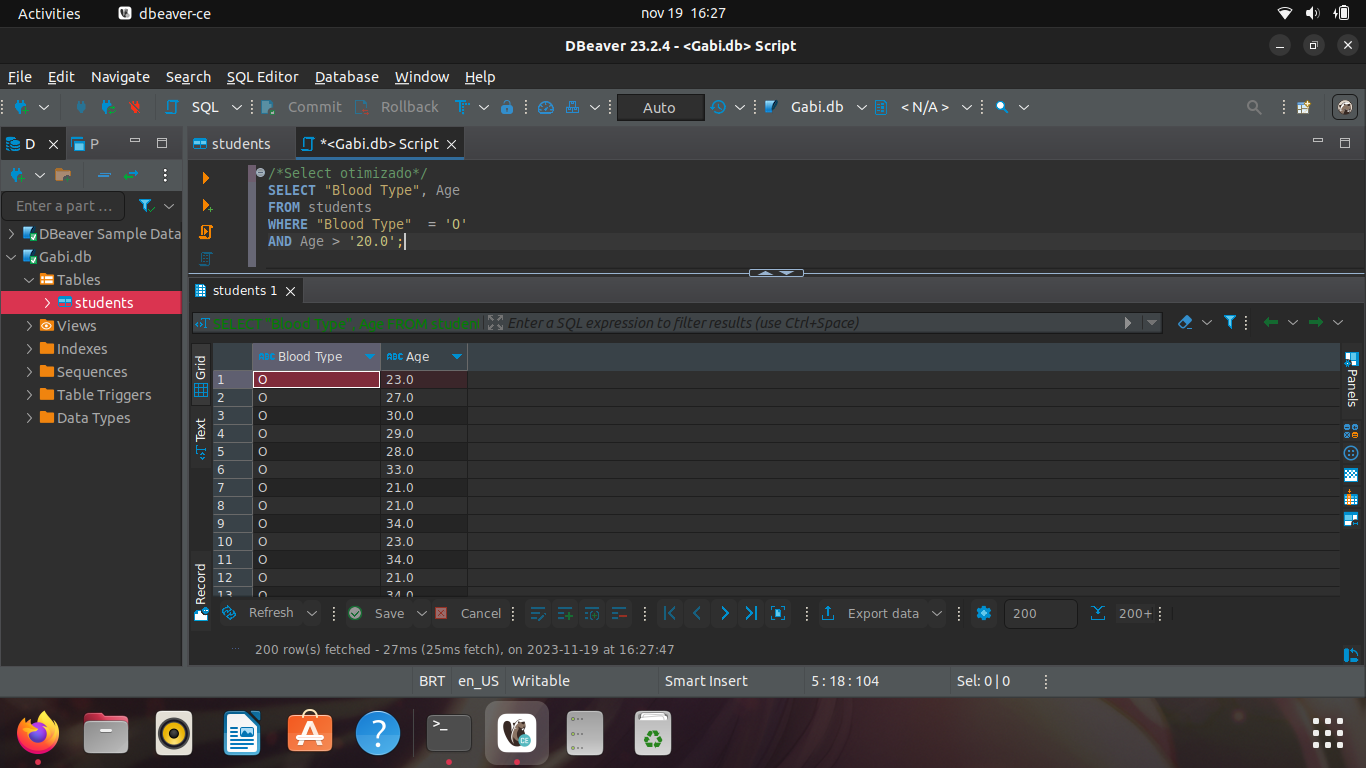 Activities
dbeaver-ce
nov 19 16:27
DBeaver 23.2.4 - <Gabi.db> Script
File Edit Navigate Search SQL Editor Database Window Help
SQL
Commit
Rollback
Auto
Gabi.db
< N/A >
D
P
students
*<Gabi.db> Script
Enter a part ...
DBeaver Sample Data
Gabi.db
Tables
students
Views
Indexes
Sequences
Table Triggers
Data Types
/*Select otimizado*/
SELECT "Blood Type", Age
FROM students
WHERE "Blood Type"  = 'O'
AND Age > '20.0';
students 1
SELECT "Blood Type", Age FROM student
Enter a SQL expression to filter results (use Ctrl+Space)
Grid
Text
Record
Panels
ABC Blood Type ABC Age
1 O 23.0
2 O 27.0
3 O 30.0
4 O 29.0
5 O 28.0
6 O 33.0
7 O 21.0
8 O 21.0
9 O 34.0
10 O 23.0
11 O 34.0
12 O 21.0
13 O 34.0
Refresh
Save
Cancel
Export data
200
200+
200 row(s) fetched - 27ms (25ms fetch), on 2023-11-19 at 16:27:47
BRT
en_US
Writable
Smart Insert
5 : 18 : 104
Sel: 0 | 0
CE